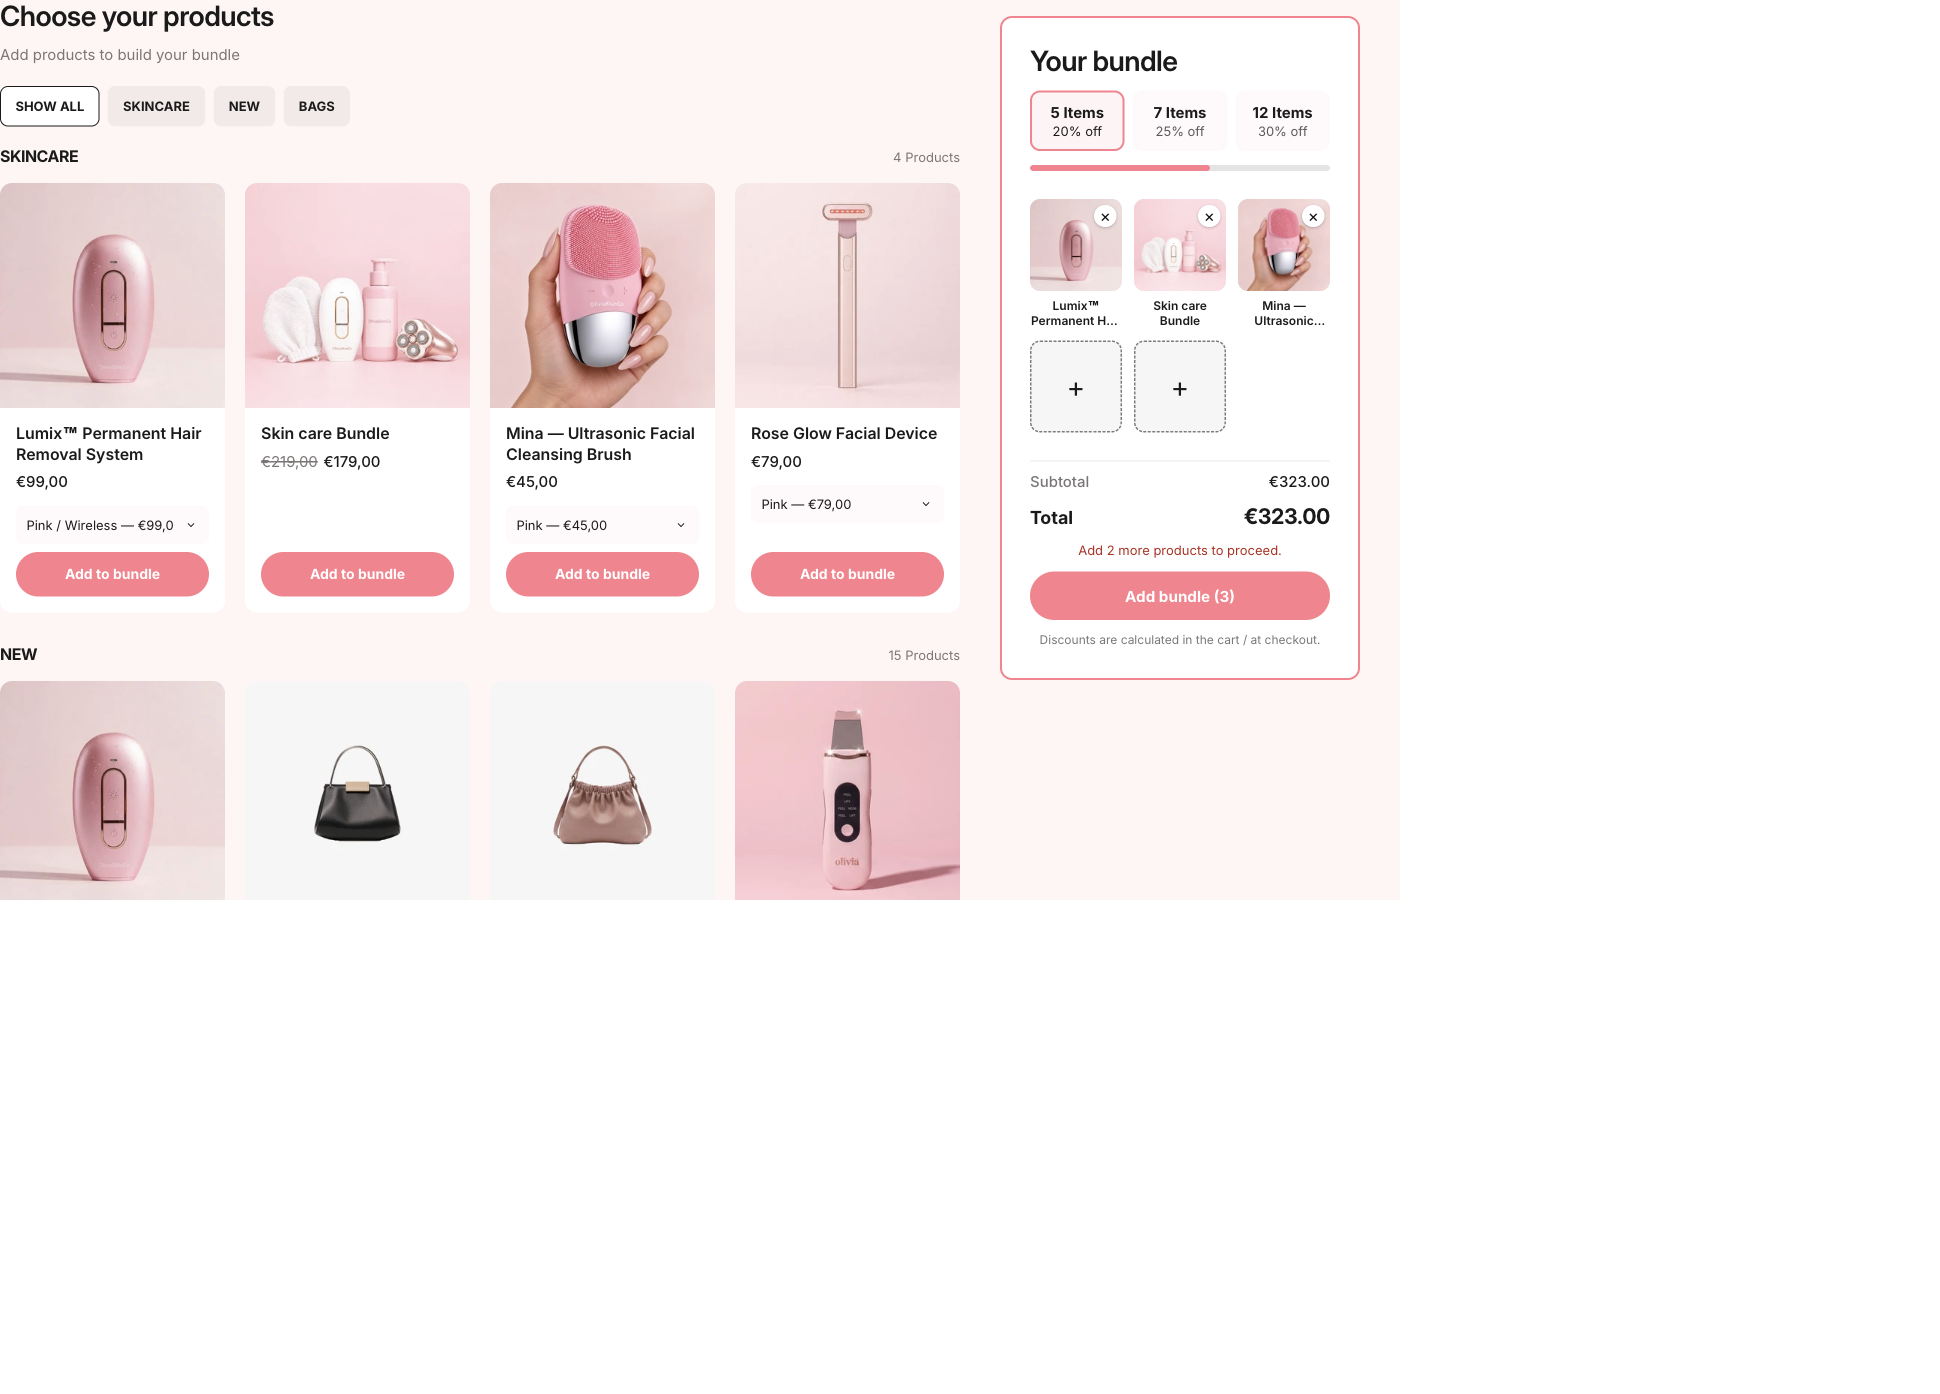 Choose your products
Add products to build your bundle
SHOW ALL
SKINCARE
NEW
BAGS
SKINCARE
4 Products
Lumix™ Permanent Hair
Removal System
€99,00
Pink / Wireless — €99,0
Add to bundle
Skin care Bundle
€219,00 €179,00
Add to bundle
Mina — Ultrasonic Facial
Cleansing Brush
€45,00
Pink — €45,00
Add to bundle
Rose Glow Facial Device
€79,00
Pink — €79,00
Add to bundle
NEW
15 Products
olivia
Your bundle
5 Items
20% off
7 Items
25% off
12 Items
30% off
Lumix™
Permanent H...
Skin care
Bundle
Mina —
Ultrasonic...
Subtotal
€323.00
Total
€323.00
Add 2 more products to proceed.
Add bundle (3)
Discounts are calculated in the cart / at checkout.